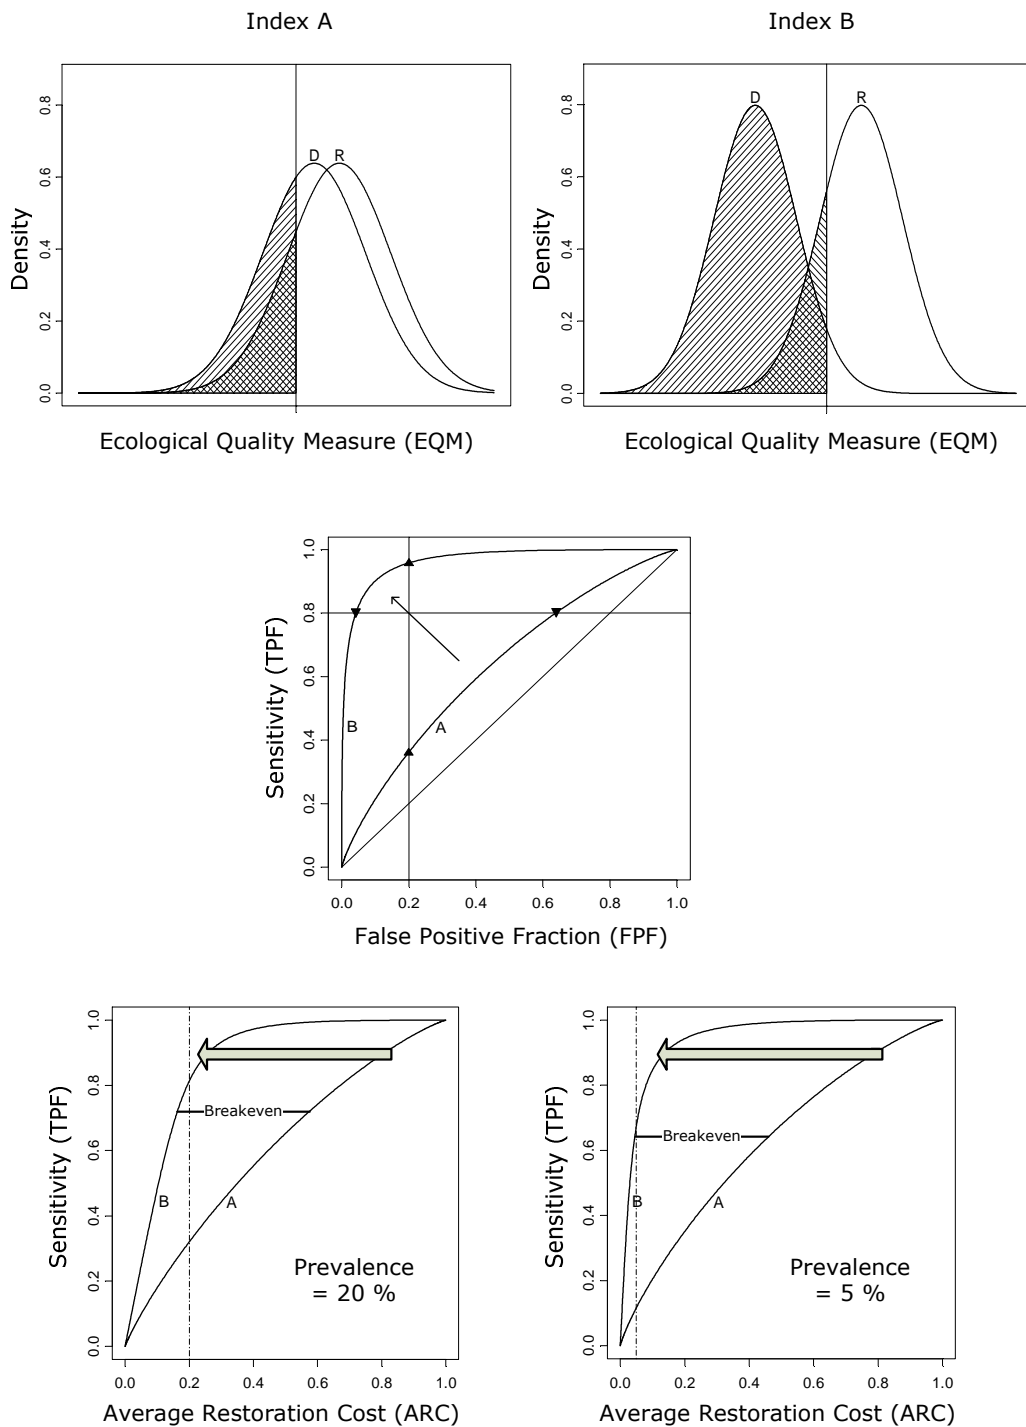 Index A
Index B
D
R
0.0
0.2
0.4
0.6
0.8
Density
Ecological Quality Measure (EQM)
D
R
0.0
0.2
0.4
0.6
0.8
Density
Ecological Quality Measure (EQM)
0.0
0.2
0.4
0.6
0.8
1.0
Sensitivity (TPF)
B
A
0.0
0.2
0.4
0.6
0.8
1.0
False Positive Fraction (FPF)
0.0
0.2
0.4
0.6
0.8
1.0
Sensitivity (TPF)
Breakeven
B
A
Prevalence
= 20 %
0.0
0.2
0.4
0.6
0.8
1.0
Average Restoration Cost (ARC)
0.0
0.2
0.4
0.6
0.8
1.0
Sensitivity (TPF)
Breakeven
B
A
Prevalence
= 5 %
0.0
0.2
0.4
0.6
0.8
1.0
Average Restoration Cost (ARC)